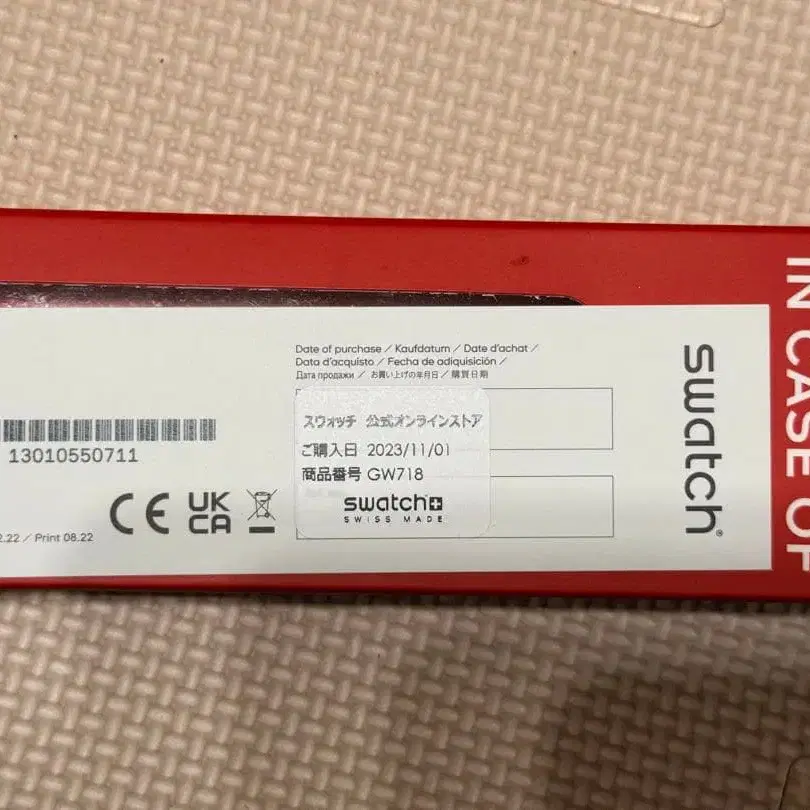 Date of purchase / Kaufdatum / Date d'achat /
Data d'acquisto / Fecha de adiquisición /
Дата продажи / お買い上げの年月日 / 購買日期
スウォッチ 公式オンラインストア
ご購入日 2023/11/01
商品番号 GW718
swatch
SWISS MADE
13010550711
CE UK CA
2.22 / Print 08.22
swatch®
IN CASE OF